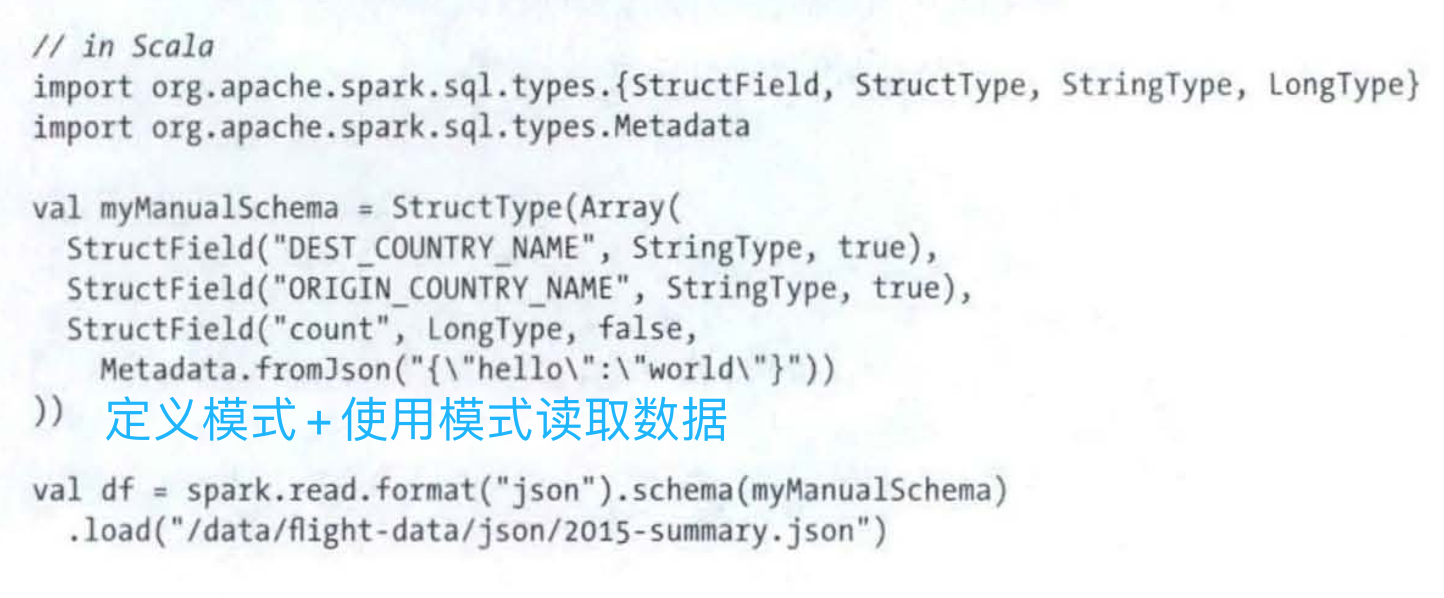 // in Scala
import org.apache.spark.sql.types.{StructField, StructType, StringType, LongType}
import org.apache.spark.sql.types.Metadata
val myManualSchema = StructType(Array(
StructField("DEST_COUNTRY_NAME", StringType, true),
StructField("ORIGIN_COUNTRY_NAME", StringType, true),
StructField("count", LongType, false,
Metadata.fromJson("{\"hello\":\"world\"}"))
)) 定义模式+使用模式读取数据
val df = spark.read.format("json").schema(myManualSchema)
.load("/data/flight-data/json/2015-summary.json")